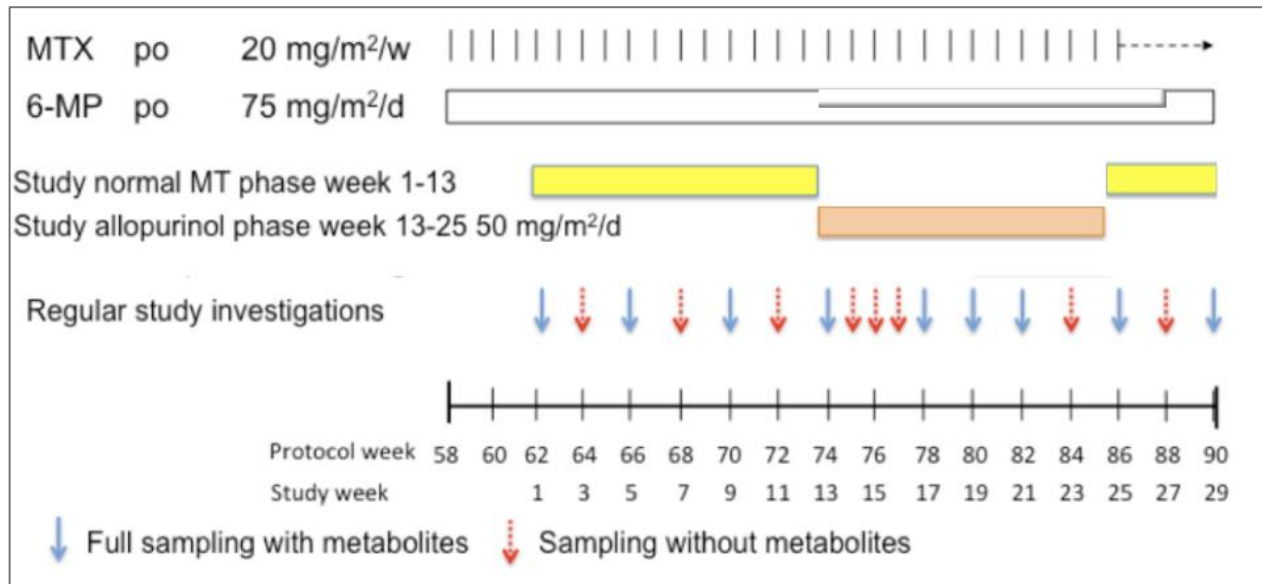 MTX po 20 mg/m²/w
6-MP po 75 mg/m²/d
Study normal MT phase week 1-13
Study allopurinol phase week 13-25 50 mg/m²/d
Regular study investigations
Protocol week 58 60 62 64 66 68 70 72 74 76 78 80 82 84 86 88 90
Study week 1 3 5 7 9 11 13 15 17 19 21 23 25 27 29
Full sampling with metabolites Sampling without metabolites